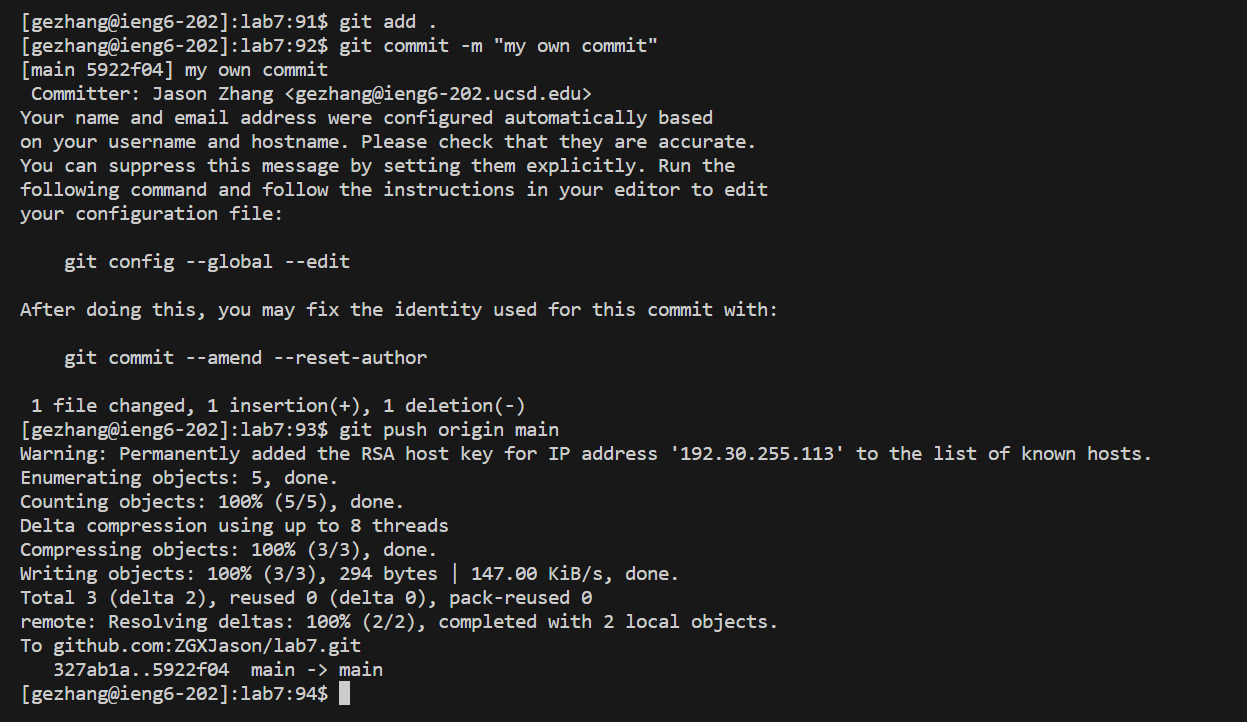 [gezhang@ieng6-202]:lab7:91$ git add .
[gezhang@ieng6-202]:lab7:92$ git commit -m "my own commit"
[main 5922f04] my own commit
 Committer: Jason Zhang <gezhang@ieng6-202.ucsd.edu>
Your name and email address were configured automatically based
on your username and hostname. Please check that they are accurate.
You can suppress this message by setting them explicitly. Run the
following command and follow the instructions in your editor to edit
your configuration file:

    git config --global --edit

After doing this, you may fix the identity used for this commit with:

    git commit --amend --reset-author

 1 file changed, 1 insertion(+), 1 deletion(-)
[gezhang@ieng6-202]:lab7:93$ git push origin main
Warning: Permanently added the RSA host key for IP address '192.30.255.113' to the list of known hosts.
Enumerating objects: 5, done.
Counting objects: 100% (5/5), done.
Delta compression using up to 8 threads
Compressing objects: 100% (3/3), done.
Writing objects: 100% (3/3), 294 bytes | 147.00 KiB/s, done.
Total 3 (delta 2), reused 0 (delta 0), pack-reused 0
remote: Resolving deltas: 100% (2/2), completed with 2 local objects.
To github.com:ZGXJason/lab7.git
   327ab1a..5922f04  main -> main
[gezhang@ieng6-202]:lab7:94$